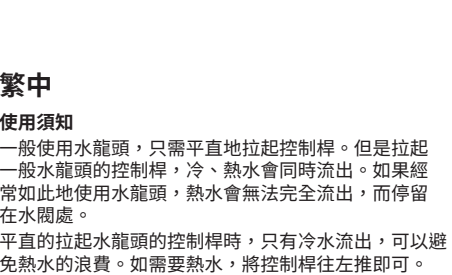 繁中
使用須知
一般使用水龍頭，只需平直地拉起控制桿。但是拉起
一般水龍頭的控制桿，冷、熱水會同時流出。如果經
常如此地使用水龍頭，熱水會無法完全流出，而停留
在水閥處。
平直的拉起水龍頭的控制桿時，只有冷水流出，可以避
免熱水的浪費。如需要熱水，將控制桿往左推即可。